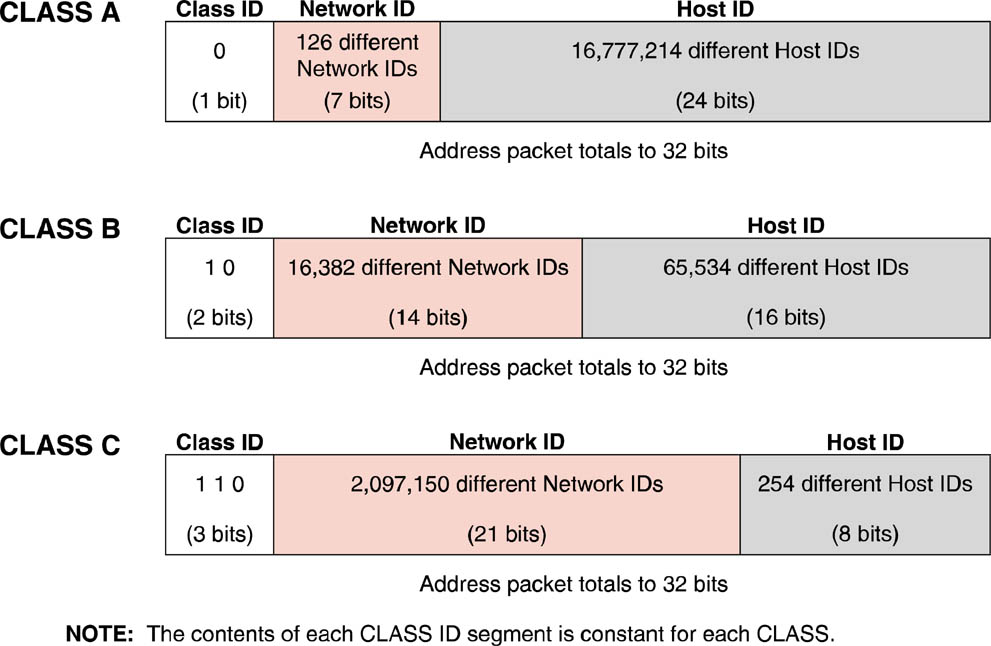 CLASS A
Class ID
Network ID
Host ID
0
(1 bit)
126 different
Network IDs
(7 bits)
16,777,214 different Host IDs
(24 bits)
Address packet totals to 32 bits
CLASS B
Class ID
Network ID
Host ID
1 0
(2 bits)
16,382 different Network IDs
(14 bits)
65,534 different Host IDs
(16 bits)
Address packet totals to 32 bits
CLASS C
Class ID
Network ID
Host ID
1 1 0
(3 bits)
2,097,150 different Network IDs
(21 bits)
254 different Host IDs
(8 bits)
Address packet totals to 32 bits
NOTE: The contents of each CLASS ID segment is constant for each CLASS.